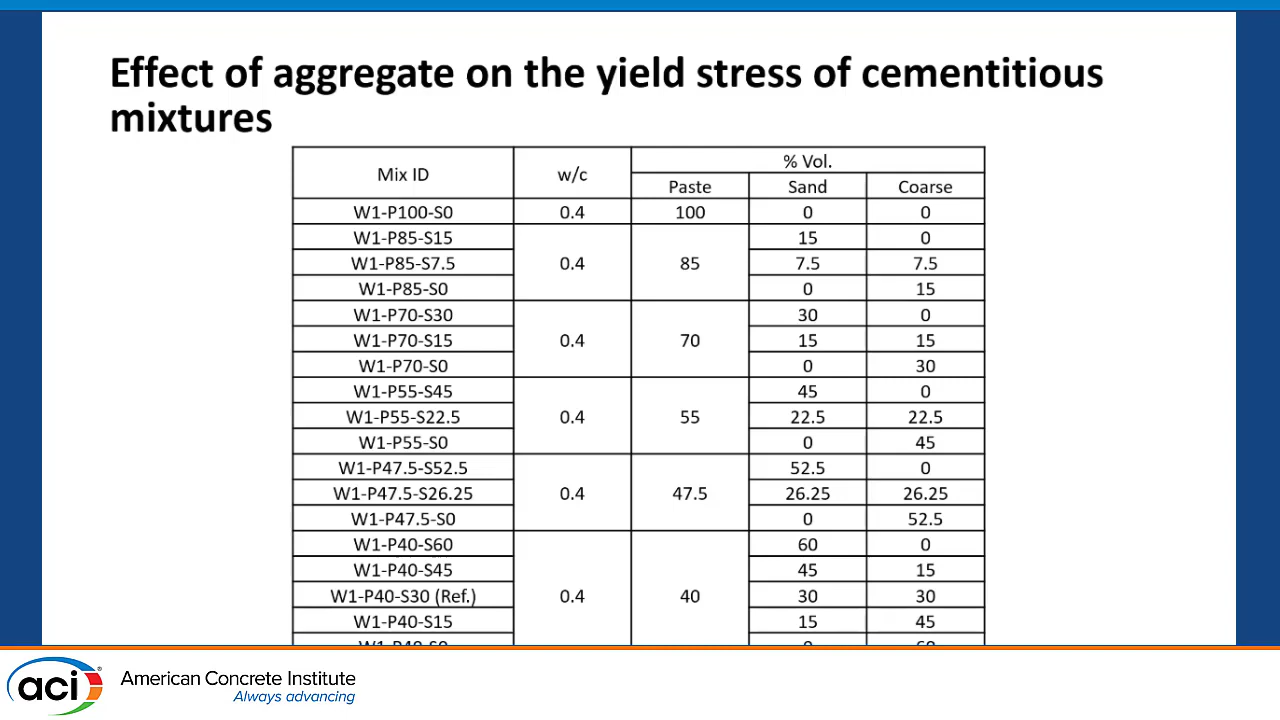 Effect of aggregate on the yield stress of cementitious
mixtures
Mix ID w/c % Vol.
Paste Sand Coarse
W1-P100-S0 0.4 100 0 0
W1-P85-S15 15 0
W1-P85-S7.5 0.4 85 7.5 7.5
W1-P85-S0 0 15
W1-P70-S30 30 0
W1-P70-S15 0.4 70 15 15
W1-P70-S0 0 30
W1-P55-S45 45 0
W1-P55-S22.5 0.4 55 22.5 22.5
W1-P55-S0 0 45
W1-P47.5-S52.5 52.5 0
W1-P47.5-S26.25 0.4 47.5 26.25 26.25
W1-P47.5-S0 0 52.5
W1-P40-S60 60 0
W1-P40-S45 45 15
W1-P40-S30 (Ref.) 0.4 40 30 30
W1-P40-S15 15 45
aci® American Concrete Institute
Always advancing